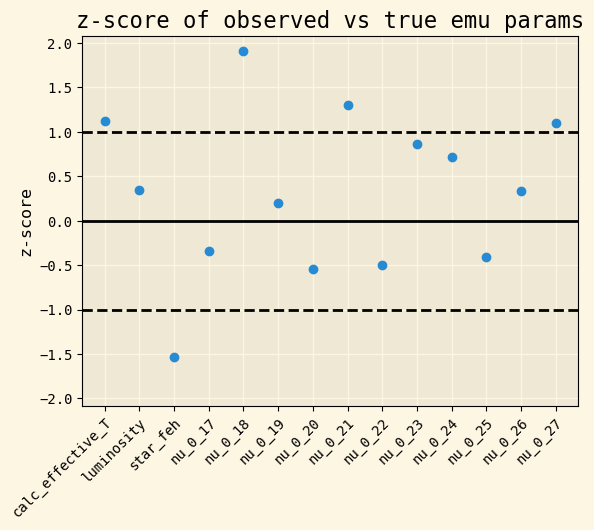 z-score of observed vs true emu params
z-score
2.0
1.5
1.0
0.5
0.0
−0.5
−1.0
−1.5
−2.0
calc_effective_T
luminosity
star_feh
nu_0_17
nu_0_18
nu_0_19
nu_0_20
nu_0_21
nu_0_22
nu_0_23
nu_0_24
nu_0_25
nu_0_26
nu_0_27